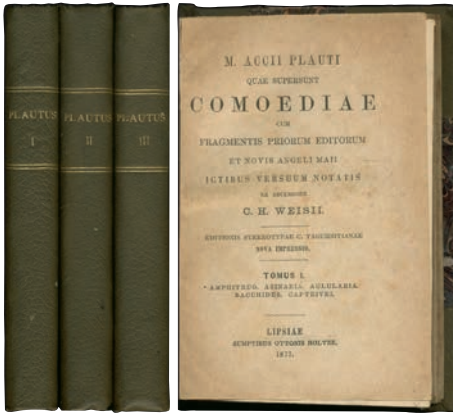 PLAUTUS
I
PLAUTUS
II
PLAUTUS
III
M. ACCII PLAUTI
QUAE SUPERSUNT
COMOEDIAE
CUM
FRAGMENTIS PRIORUM EDITORUM
ET NOVIS ANGELI MAII
ICTIBUS VERSUUM NOTATIS
EX RECENSIONE
C. H. WEISII.
EDITIONIS STEREOTYPAE C. TAUCHNITIANAE
NOVA IMPRESSIO.
TOMUS I.
AMPHITRUO. ASINARIA. AULULARIA.
BACCHIDES. CAPTEIVEI.
LIPSIAE
SUMPTIBUS OTTONIS HOLTZE.